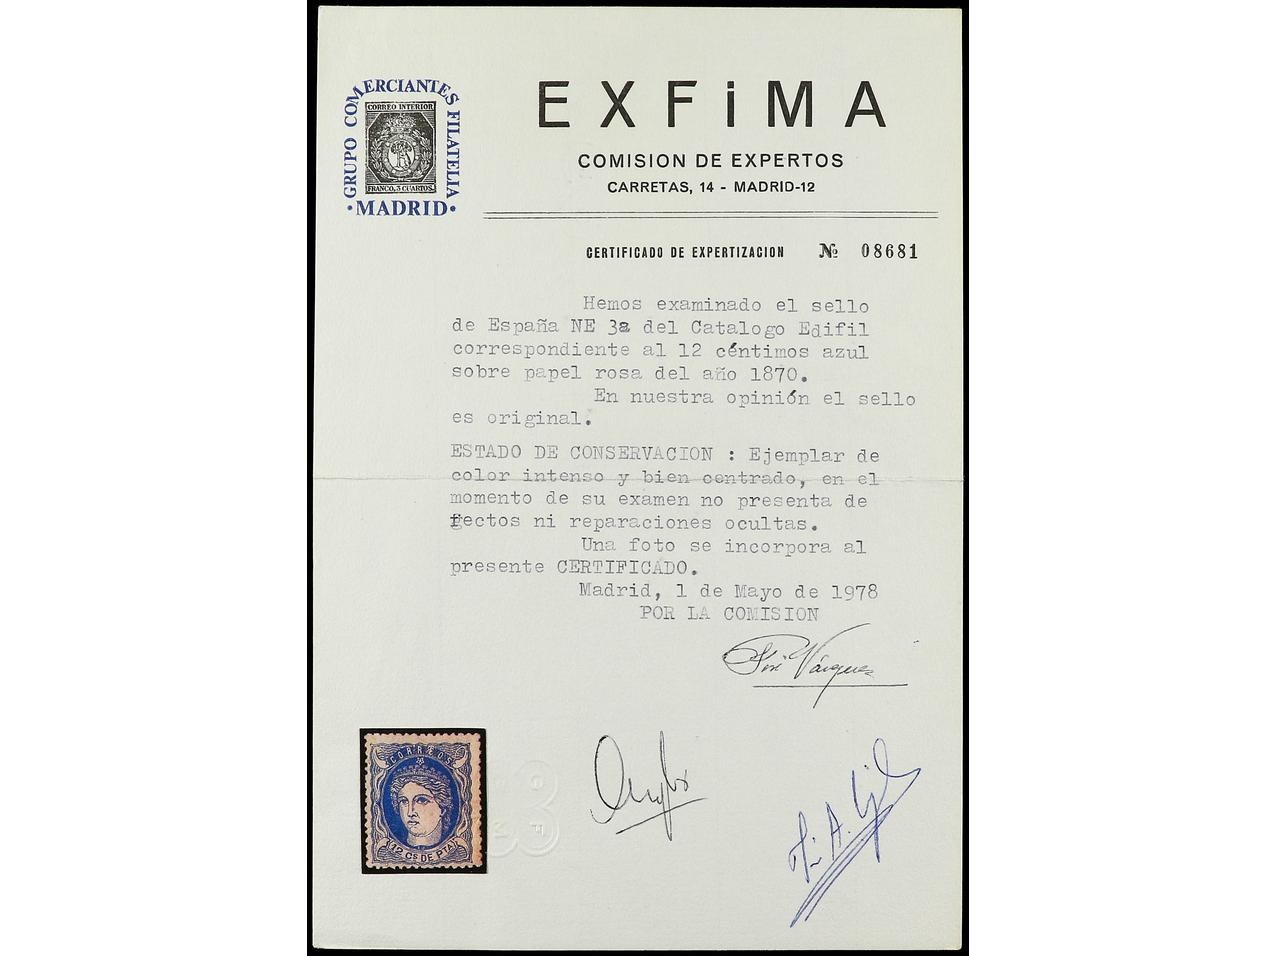 GRUPO COMERCIANTES FILATELIA
• MADRID •
CORREO INTERIOR
FRANCO. 3 CUARTOS.
EXFiMA
COMISION DE EXPERTOS
CARRETAS, 14 - MADRID-12
CERTIFICADO DE EXPERTIZACION № 08681
Hemos examinado el sello
de España NE 3a del Catalogo Edifil
correspondiente al 12 céntimos azul
sobre papel rosa del año 1870.
En nuestra opinión el sello
es original.
ESTADO DE CONSERVACION : Ejemplar de
color intenso y bien centrado, en el
momento de su examen no presenta de
fectos ni reparaciones ocultas.
Una foto se incorpora al
presente CERTIFICADO.
Madrid, 1 de Mayo de 1978
POR LA COMISION
José Vázquez
CORREOS
12 Cs DE PTA